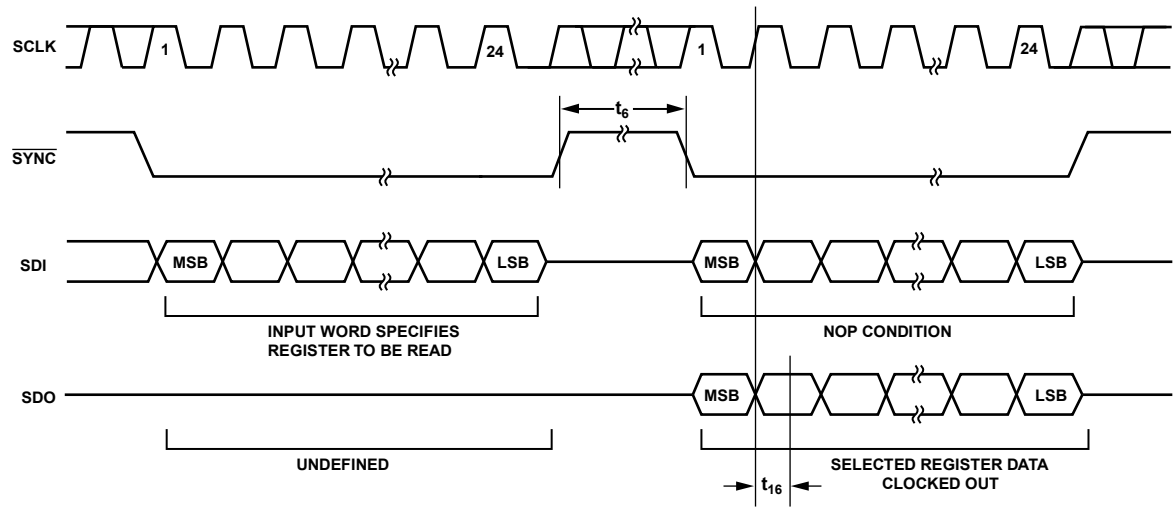 SCLK
1
24
1
24
t6
SYNC
SDI
MSB
LSB
MSB
LSB
INPUT WORD SPECIFIES
REGISTER TO BE READ
NOP CONDITION
SDO
MSB
LSB
UNDEFINED
SELECTED REGISTER DATA
CLOCKED OUT
t16